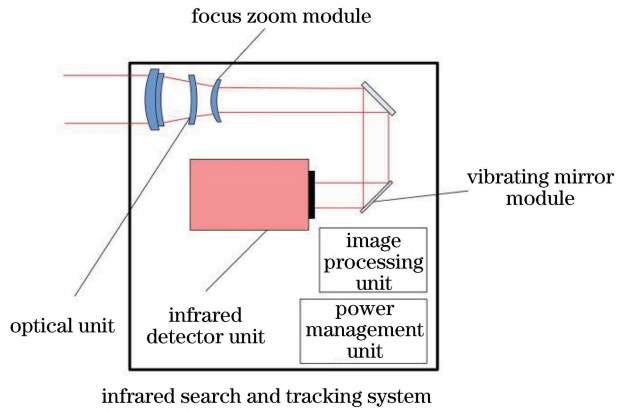 focus zoom module
vibrating mirror
module
image
processing
unit
power
management
unit
optical unit
infrared
detector unit
infrared search and tracking system